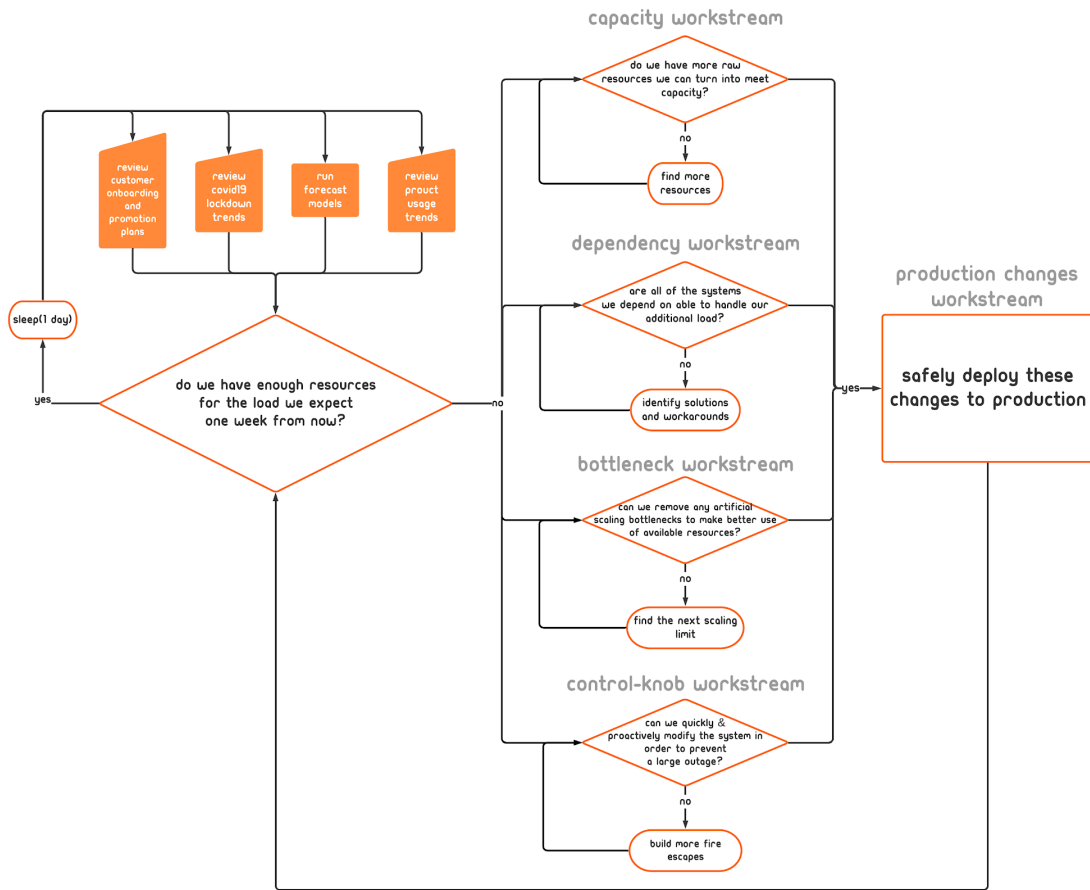 capacity workstream
do we have more raw
resources we can turn into meet
capacity?
no
find more
resources
review
customer
onboarding
and
promotion
plans
review
covid19
lockdown
trends
run
forecast
models
review
prouct
usage
trends
dependency workstream
are all of the systems
we depend on able to handle our
additional load?
no
identify solutions
and workarounds
production changes
workstream
safely deploy these
changes to production
sleep(1 day)
yes
do we have enough resources
for the load we expect
one week from now?
no
yes
bottleneck workstream
can we remove any artificial
scaling bottlenecks to make better use
of available resources?
no
find the next scaling
limit
control-knob workstream
can we quickly &
proactively modify the system in
order to prevent
a large outage?
no
build more fire
escapes